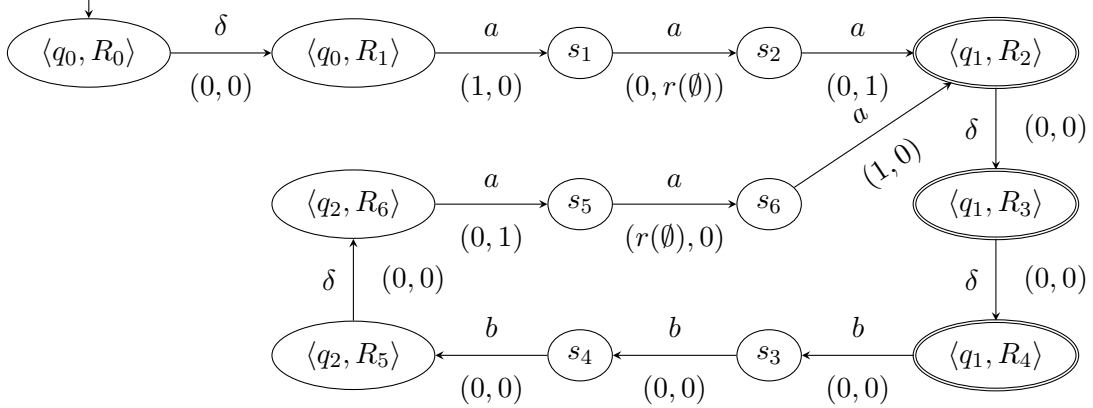 δ a a a
⟨q₀, R₀⟩ ⟨q₀, R₁⟩ s₁ s₂ ⟨q₁, R₂⟩
(0, 0) (1, 0) (0, r(∅)) (0, 1)
a δ (0, 0)
(1, 0)
a a
⟨q₂, R₆⟩ s₅ s₆ ⟨q₁, R₃⟩
(0, 1) (r(∅), 0)
δ (0, 0) δ (0, 0)
b b b
⟨q₂, R₅⟩ s₄ s₃ ⟨q₁, R₄⟩
(0, 0) (0, 0) (0, 0)